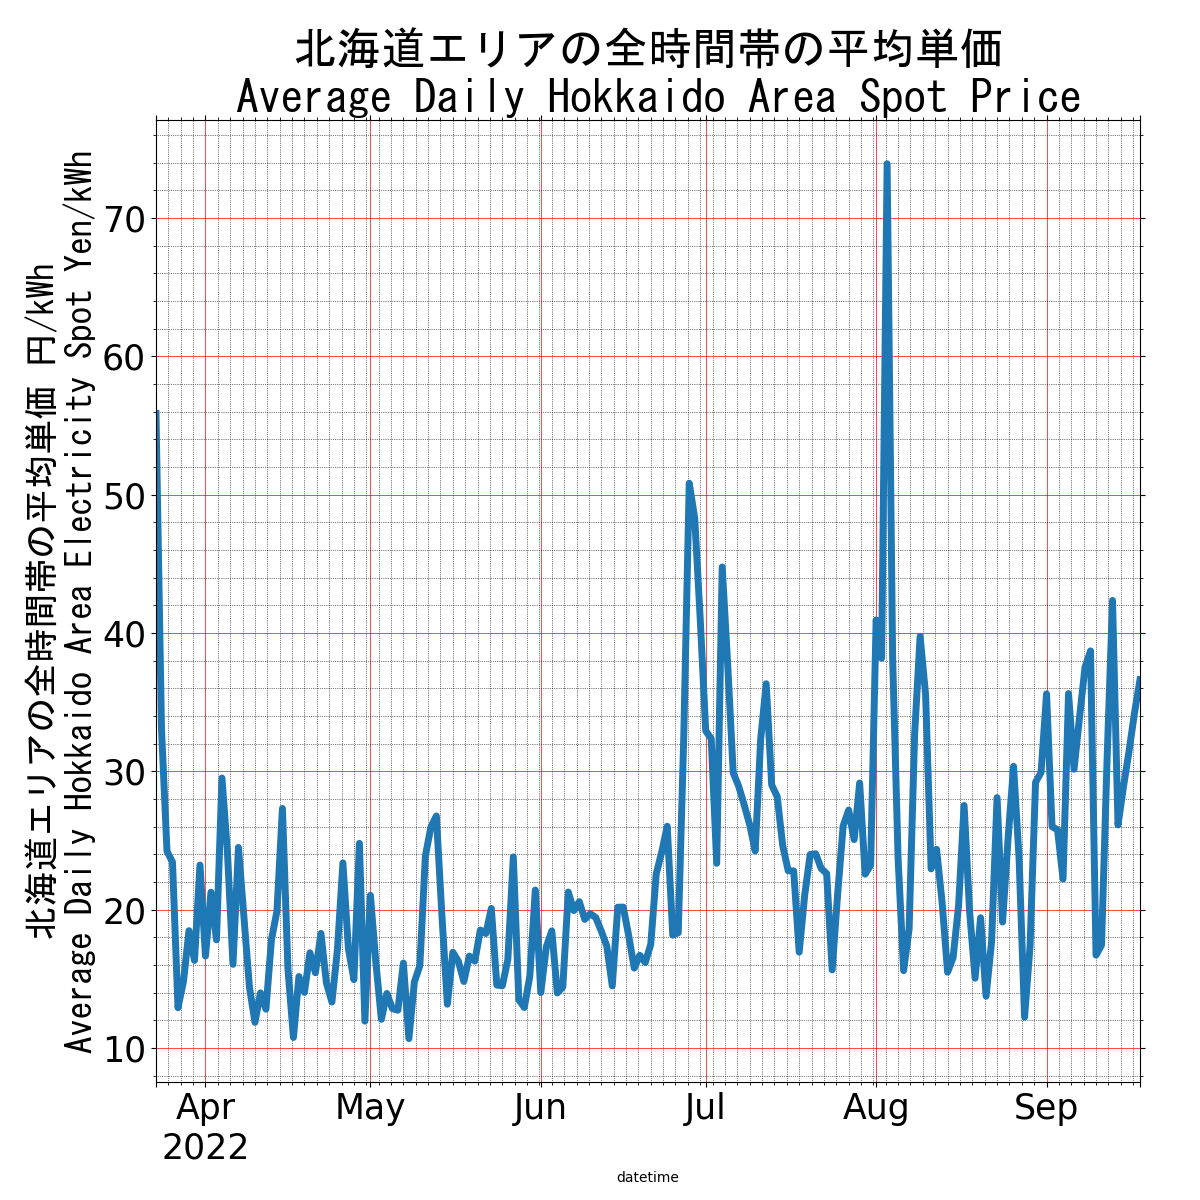 北海道エリアの全時間帯の平均単価
Average Daily Hokkaido Area Spot Price
北海道エリアの全時間帯の平均単価 円/kWh
Average Daily Hokkaido Area Electricity Spot Yen/kWh
70
60
50
40
30
20
10
Apr May Jun Jul Aug Sep
2022
datetime